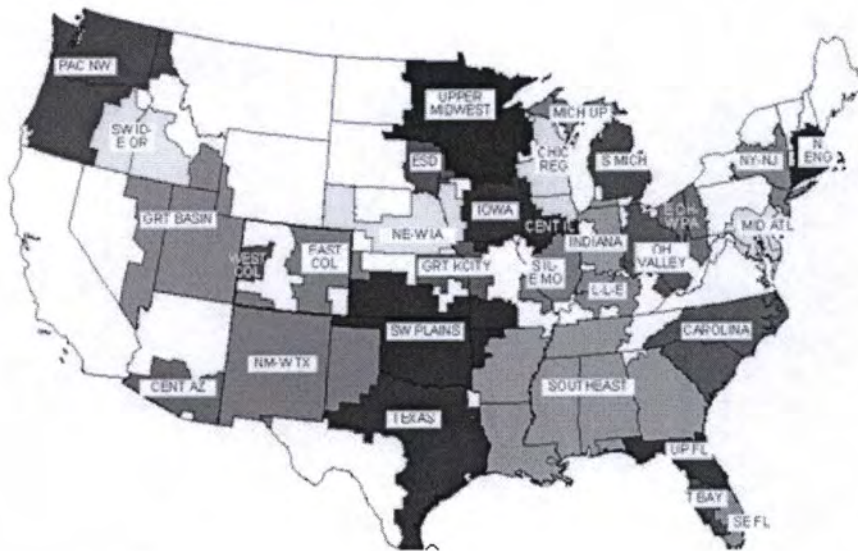 PAC NW
UPPER
MIDWEST
MICH UP
SW ID-
E OR
CHIC
REG
S MICH
NY-NJ
N
ENG
ESD
IOWA
GRT BASIN
NE-W IA
CENT IL
INDIANA
E OH-
W PA
MID ATL
WEST
COL
EAST
COL
GRT KCITY
S IL-
E MO
OH
VALLEY
L-L-E
SW PLAINS
CAROLINA
NM-W TX
CENT AZ
SOUTHEAST
TEXAS
UP FL
T BAY
SE FL